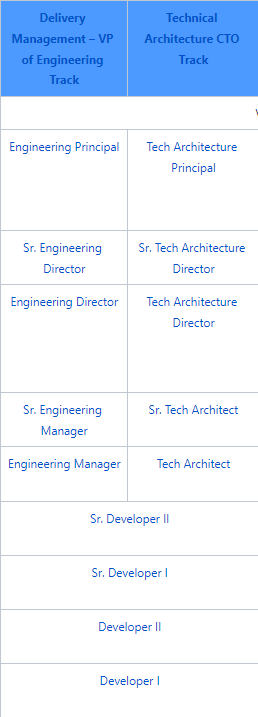 Delivery
Management – VP
of Engineering
Track
Technical
Architecture CTO
Track
Engineering Principal
Tech Architecture
Principal
Sr. Engineering
Director
Sr. Tech Architecture
Director
Engineering Director
Tech Architecture
Director
Sr. Engineering
Manager
Sr. Tech Architect
Engineering Manager
Tech Architect
Sr. Developer II
Sr. Developer I
Developer II
Developer I